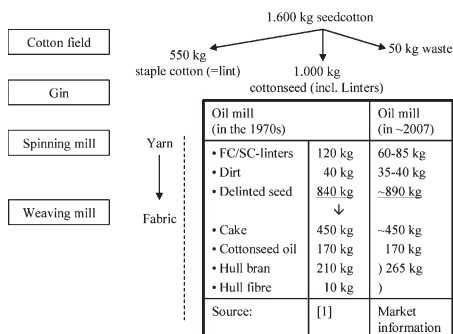 1.600 kg seedcotton
Cotton field
550 kg
staple cotton (=lint)
50 kg waste
1.000 kg
cottonseed (incl. Linters)
Gin
Spinning mill
Weaving mill
Yarn
Fabric
Oil mill Oil mill
(in the 1970s) (in ~2007)
• FC/SC-linters 120 kg 60-85 kg
• Dirt 40 kg 35-40 kg
• Delinted seed 840 kg ~890 kg
• Cake 450 kg ~450 kg
• Cottonseed oil 170 kg 170 kg
• Hull bran 210 kg ) 265 kg
• Hull fibre 10 kg )
Source: [1] Market
information